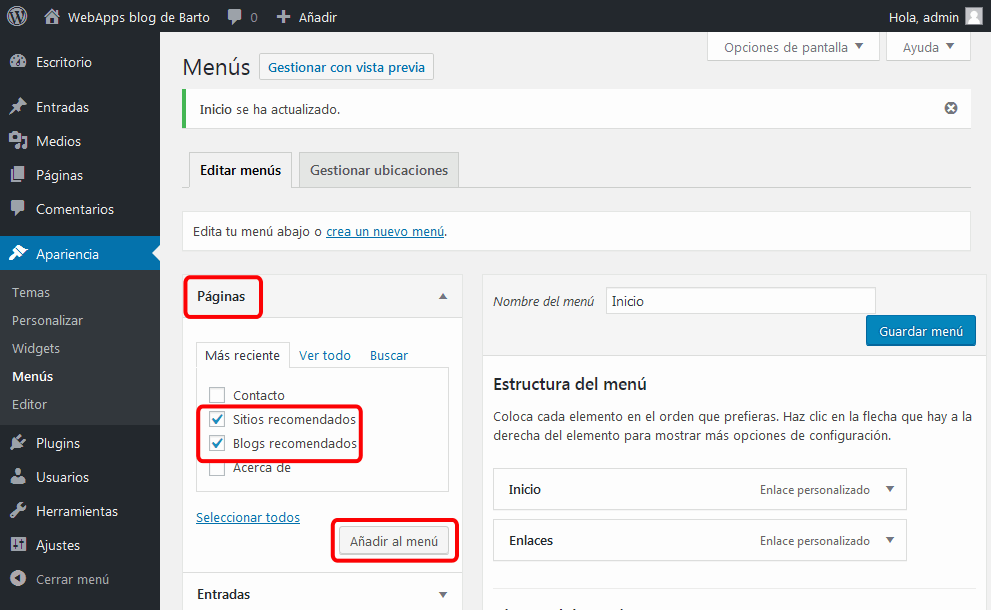 WebApps blog de Barto 0 Añadir Hola, admin
Escritorio
Entradas
Medios
Páginas
Comentarios
Apariencia
Temas
Personalizar
Widgets
Menús
Editor
Plugins
Usuarios
Herramientas
Ajustes
Cerrar menú
Opciones de pantalla
Ayuda
Menús Gestionar con vista previa
Inicio se ha actualizado.
Editar menús Gestionar ubicaciones
Edita tu menú abajo o crea un nuevo menú.
Páginas
Más reciente Ver todo Buscar
Contacto
Sitios recomendados
Blogs recomendados
Acerca de
Seleccionar todos
Añadir al menú
Entradas
Nombre del menú Inicio
Guardar menú
Estructura del menú
Coloca cada elemento en el orden que prefieras. Haz clic en la flecha que hay a la
derecha del elemento para mostrar más opciones de configuración.
Inicio Enlace personalizado
Enlaces Enlace personalizado